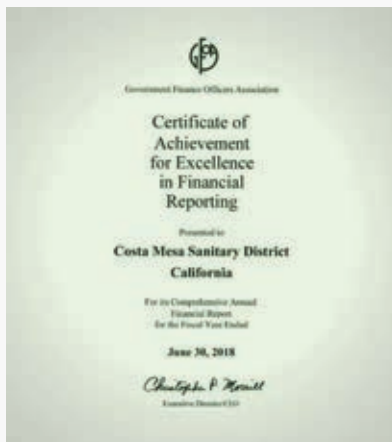 Government Finance Officers Association
Certificate of
Achievement
for Excellence
in Financial
Reporting
Presented to
Costa Mesa Sanitary District
California
For its Comprehensive Annual
Financial Report
for the Fiscal Year Ended
June 30, 2018
Christopher P. Morrill
Executive Director/CEO